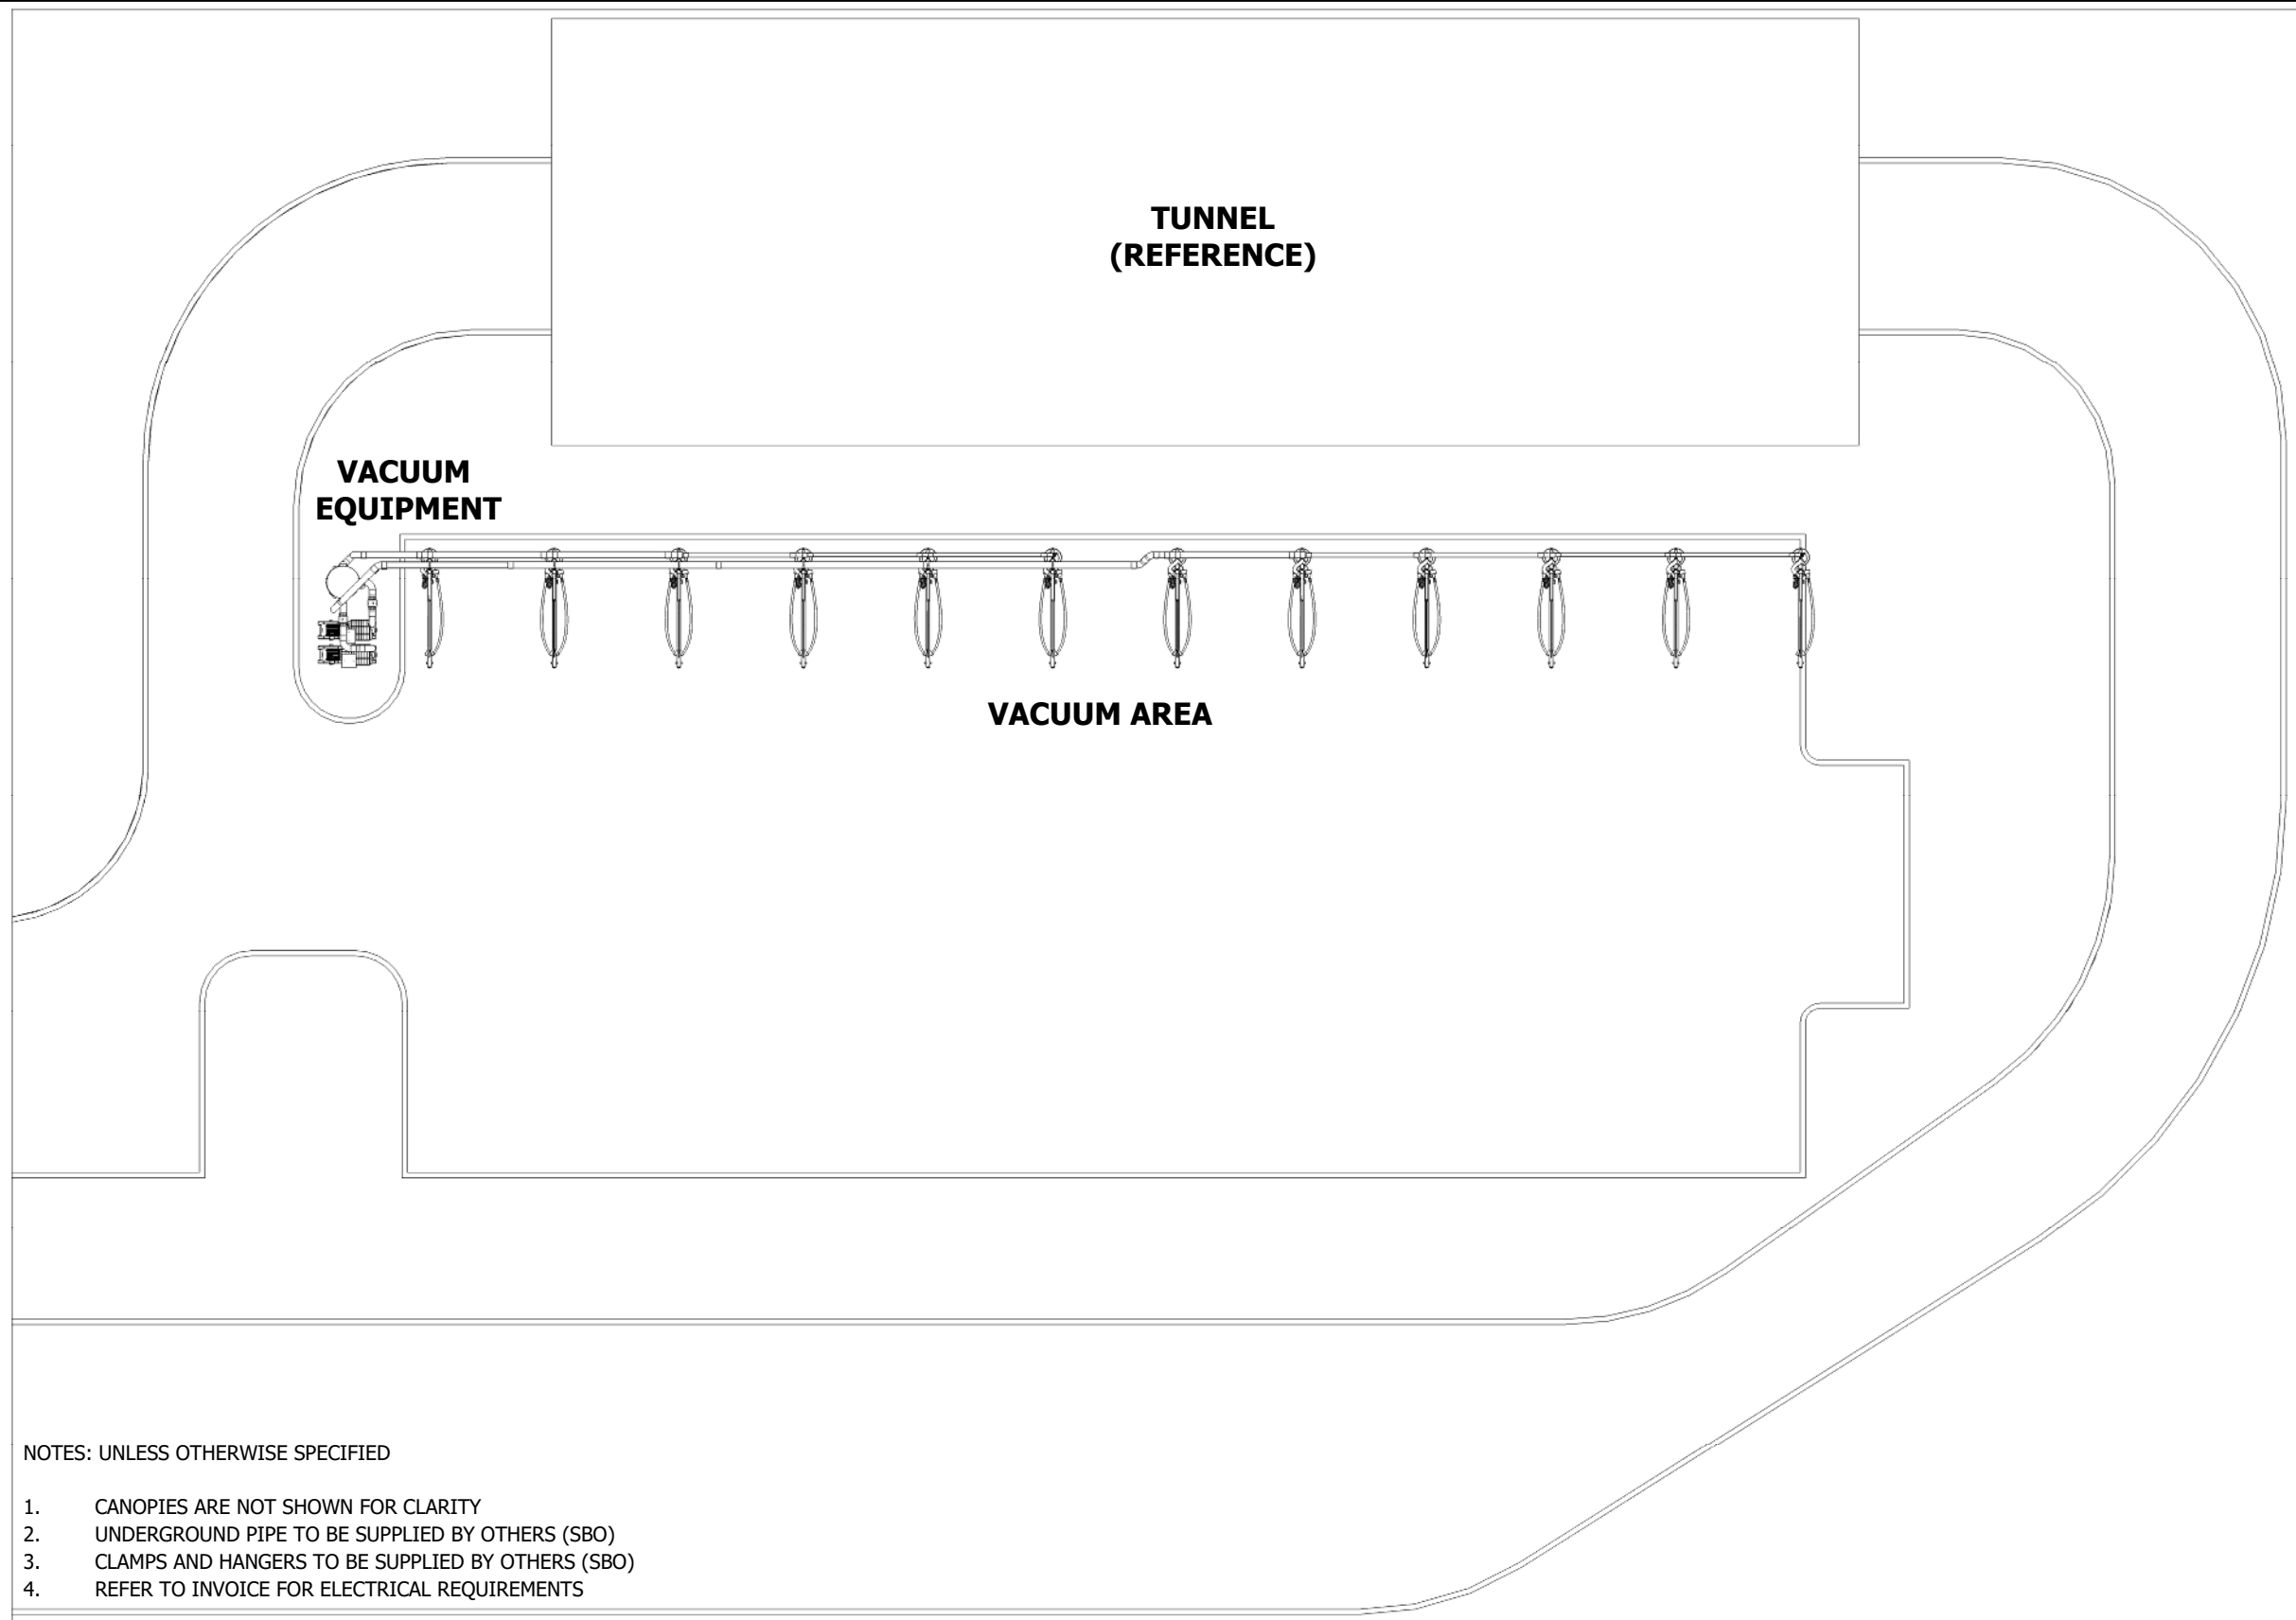 TUNNEL
(REFERENCE)
VACUUM
EQUIPMENT
VACUUM AREA
NOTES: UNLESS OTHERWISE SPECIFIED
1. CANOPIES ARE NOT SHOWN FOR CLARITY
2. UNDERGROUND PIPE TO BE SUPPLIED BY OTHERS (SBO)
3. CLAMPS AND HANGERS TO BE SUPPLIED BY OTHERS (SBO)
4. REFER TO INVOICE FOR ELECTRICAL REQUIREMENTS